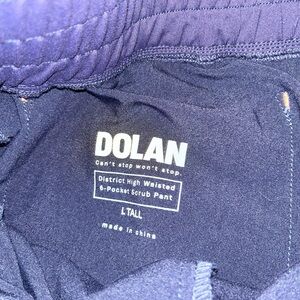 DOLAN
Can't stop won't stop.
District High Waisted
6-Pocket Scrub Pant
L TALL
made in china